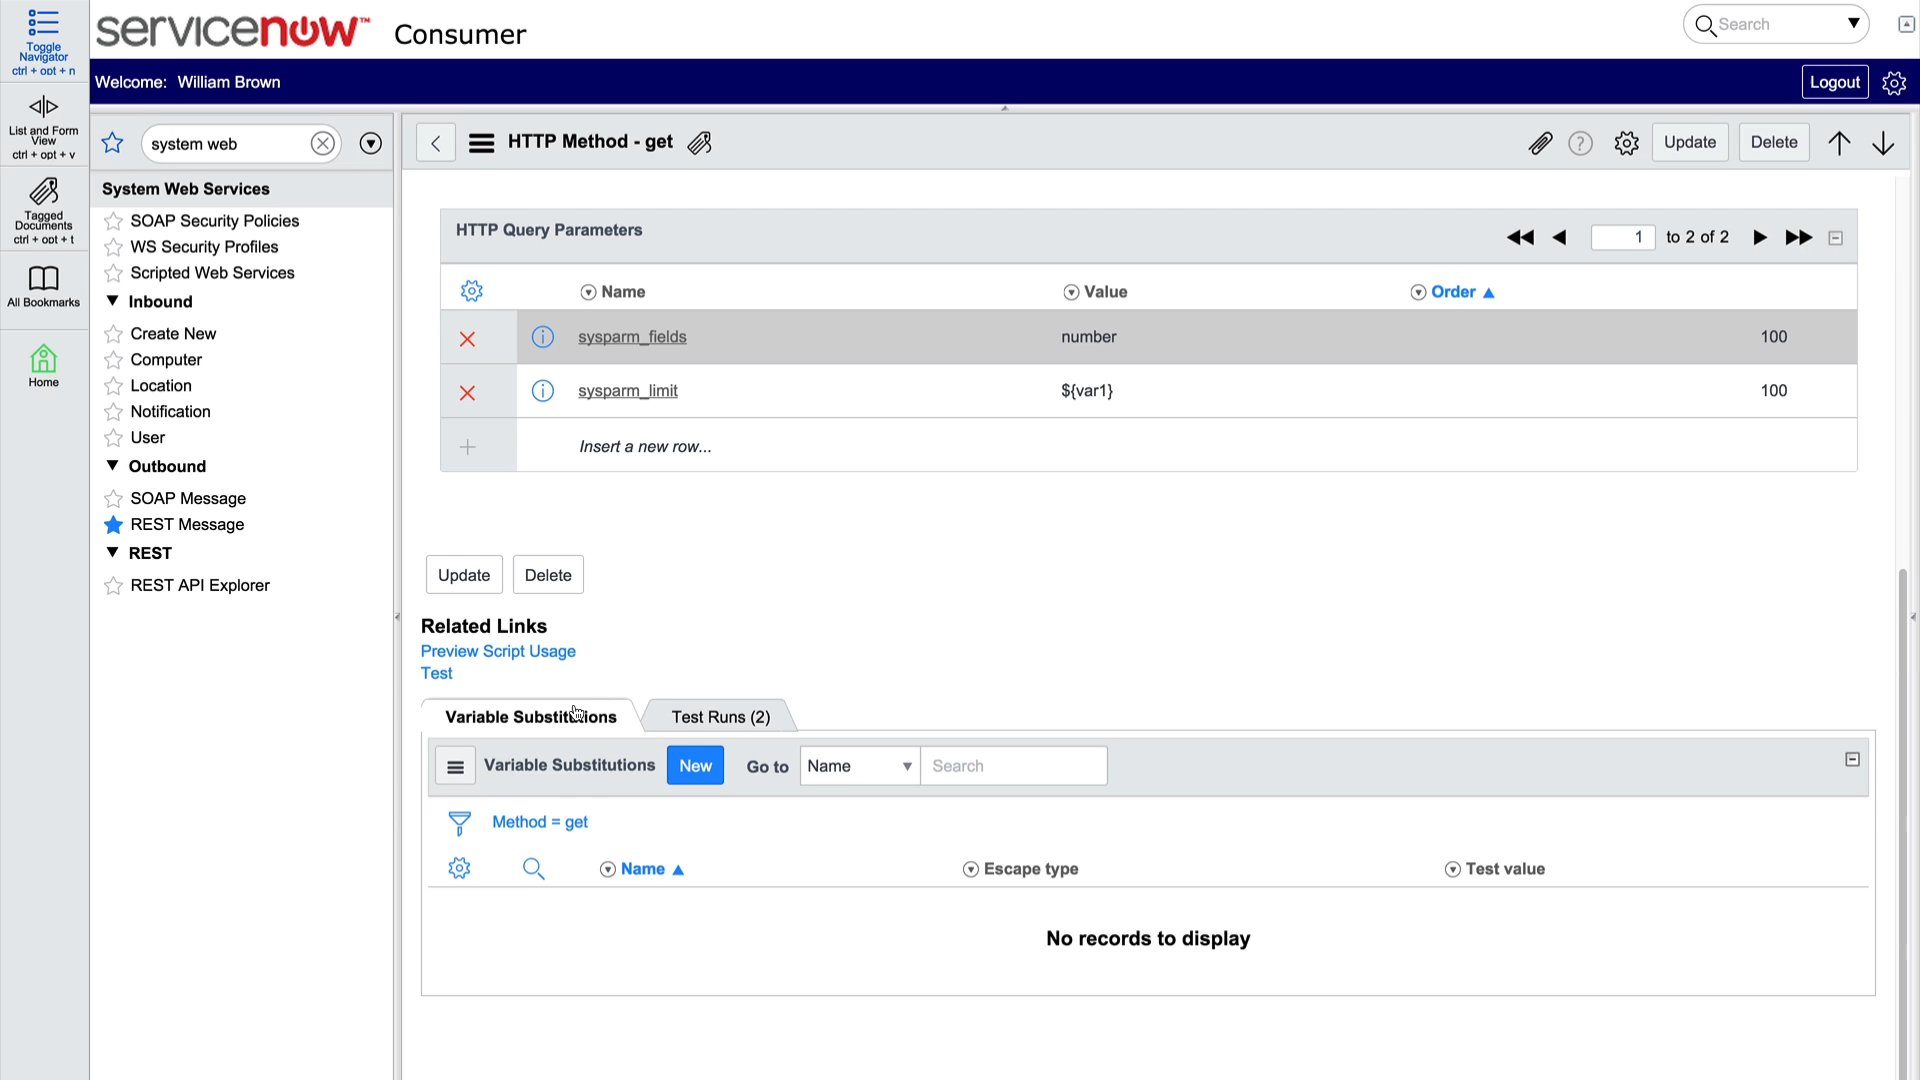 Toggle
Navigator
ctrl + opt + n
servicenow™ Consumer
Search
Welcome: William Brown
Logout
List and Form
View
ctrl + opt + v
system web
HTTP Method - get
Update
Delete
Tagged
Documents
ctrl + opt + t
All Bookmarks
Home
System Web Services
SOAP Security Policies
WS Security Profiles
Scripted Web Services
Inbound
Create New
Computer
Location
Notification
User
Outbound
SOAP Message
REST Message
REST
REST API Explorer
HTTP Query Parameters
1 to 2 of 2
Name Value Order
sysparm_fields number 100
sysparm_limit ${var1} 100
Insert a new row...
Update Delete
Related Links
Preview Script Usage
Test
Variable Substitutions Test Runs (2)
Variable Substitutions New Go to Name Search
Method = get
Name Escape type Test value
No records to display